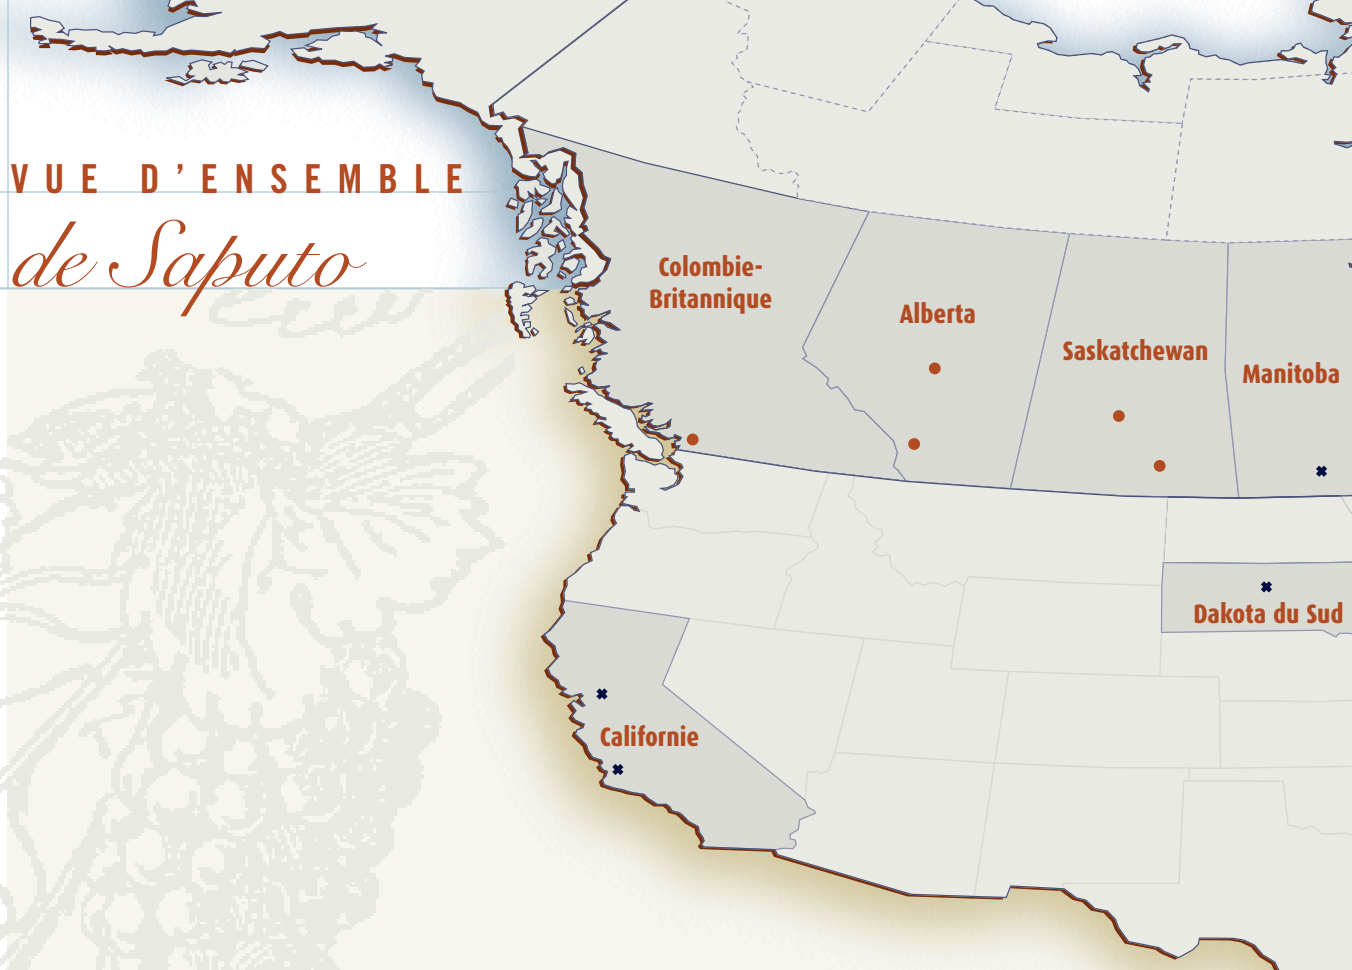 VUE D'ENSEMBLE
de Saputo
Colombie-
Britannique
Alberta
Saskatchewan
Manitoba
Dakota du Sud
Californie